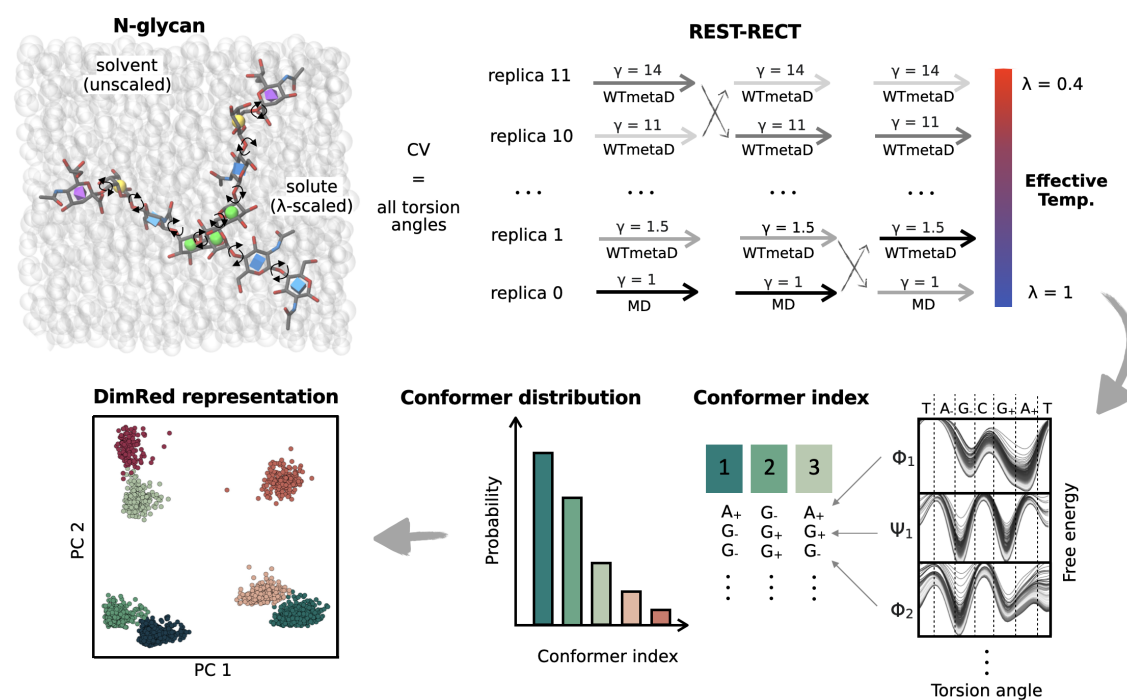 N-glycan
solvent
(unscaled)
solute
(λ-scaled)
CV
=
all torsion
angles
REST-RECT
replica 11
γ = 14
WTmetaD
γ = 14
WTmetaD
γ = 14
WTmetaD
replica 10
γ = 11
WTmetaD
γ = 11
WTmetaD
γ = 11
WTmetaD
...
... ... ...
replica 1
γ = 1.5
WTmetaD
γ = 1.5
WTmetaD
γ = 1.5
WTmetaD
replica 0
γ = 1
MD
γ = 1
MD
γ = 1
MD
λ = 0.4
Effective
Temp.
λ = 1
DimRed representation
PC 2
PC 1
Conformer distribution
Probability
Conformer index
Conformer index
1 2 3
A₊ G₋ A₊
G₋ G₊ G₊
G₋ G₊ G₋
T A₋ G₋ C G₊ A₊ T
Φ₁
Ψ₁
Φ₂
Free energy
Torsion angle